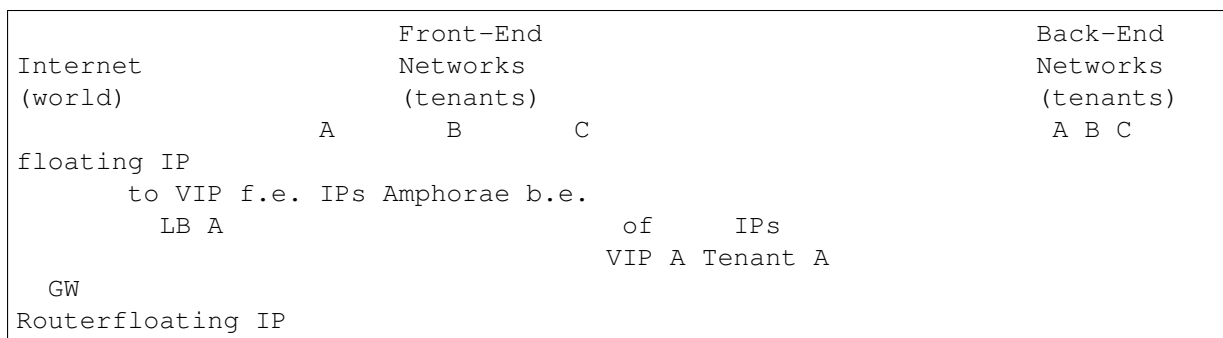 Front-End Back-End
Internet Networks Networks
(world) (tenants) (tenants)
A B C A B C
floating IP
to VIP f.e. IPs Amphorae b.e.
LB A of IPs
VIP A Tenant A
GW
Routerfloating IP